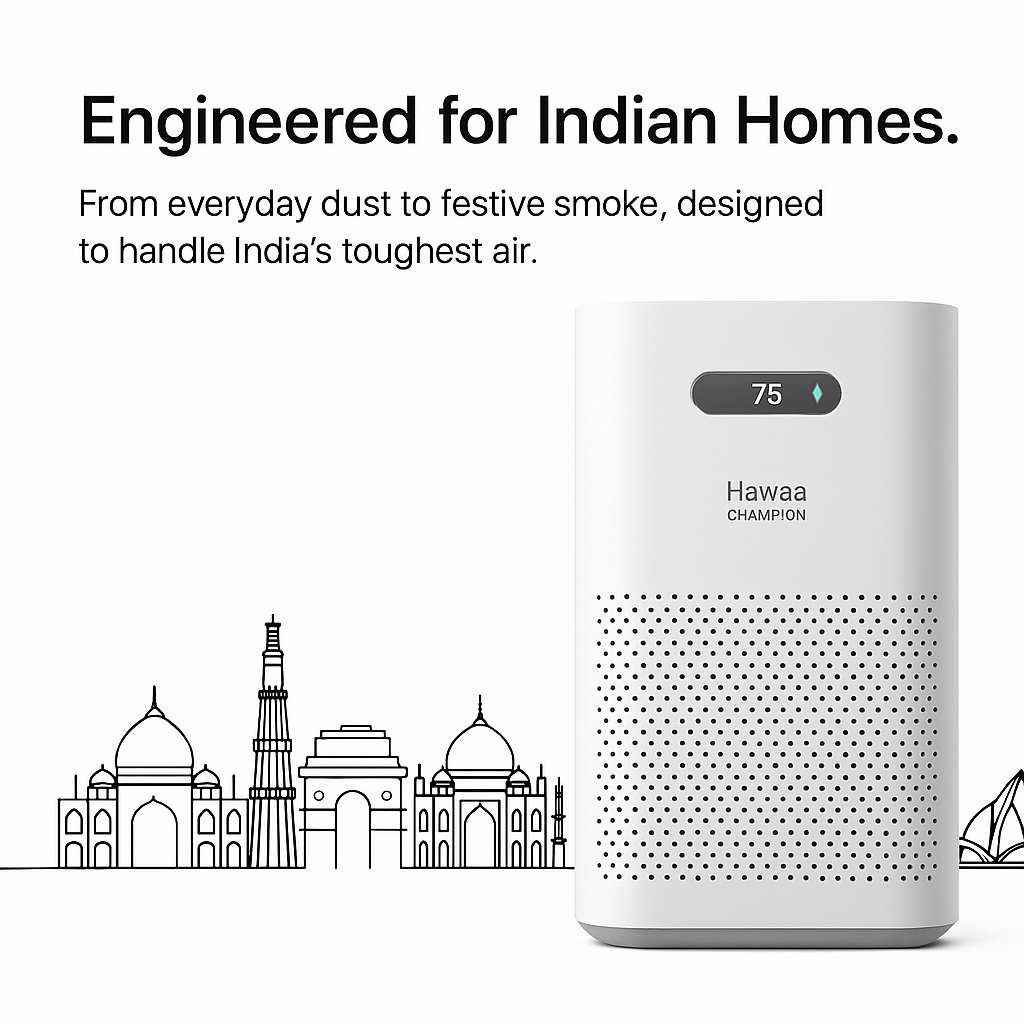 Engineered for Indian Homes.
From everyday dust to festive smoke, designed
to handle India’s toughest air.
75
Hawaa
CHAMP!ON